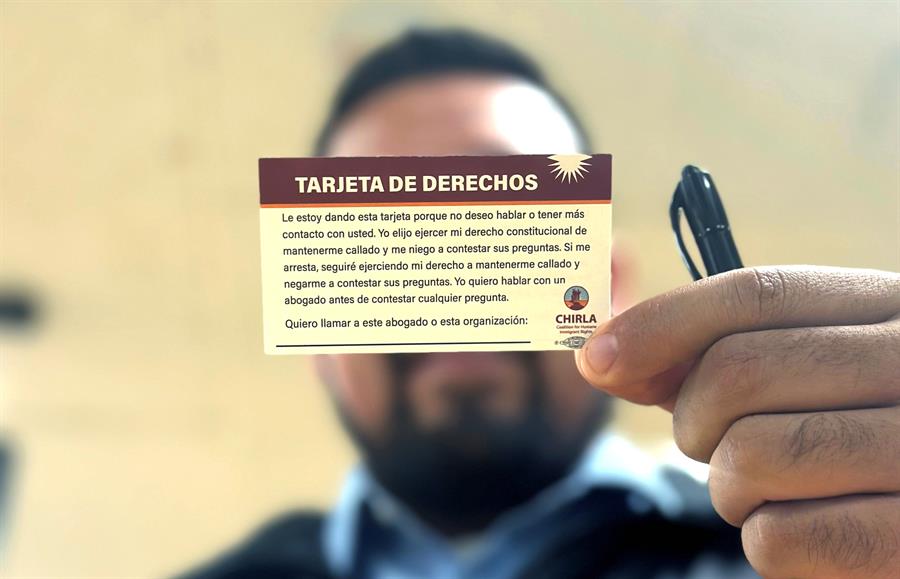 TARJETA DE DERECHOS
Le estoy dando esta tarjeta porque no deseo hablar o tener más
contacto con usted. Yo elijo ejercer mi derecho constitucional de
mantenerme callado y me niego a contestar sus preguntas. Si me
arresta, seguiré ejerciendo mi derecho a mantenerme callado y
negarme a contestar sus preguntas. Yo quiero hablar con un
abogado antes de contestar cualquier pregunta.
Quiero llamar a este abogado o esta organización:
CHIRLA
Coalition for Humane
Immigrant Rights